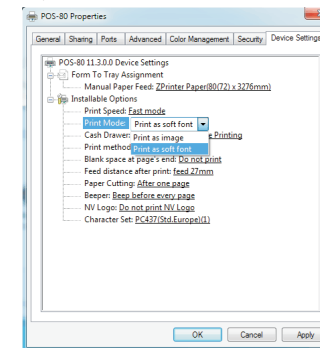 POS-80 Properties
General Sharing Ports Advanced Color Management Security Device Settings
POS-80 11.3.0.0 Device Settings
Form To Tray Assignment
Manual Paper Feed: ZPrinter Paper(80(72) x 3276mm)
Installable Options
Print Speed: Fast mode
Print Mode: Print as soft font
Cash Drawer: Print as image e Printing
Print method Print as soft font
Blank space at page's end: Do not print
Feed distance after print: feed 27mm
Paper Cutting: After one page
Beeper: Beep before every page
NV Logo: Do not print NV Logo
Character Set: PC437(Std.Europe)(1)
OK Cancel Apply